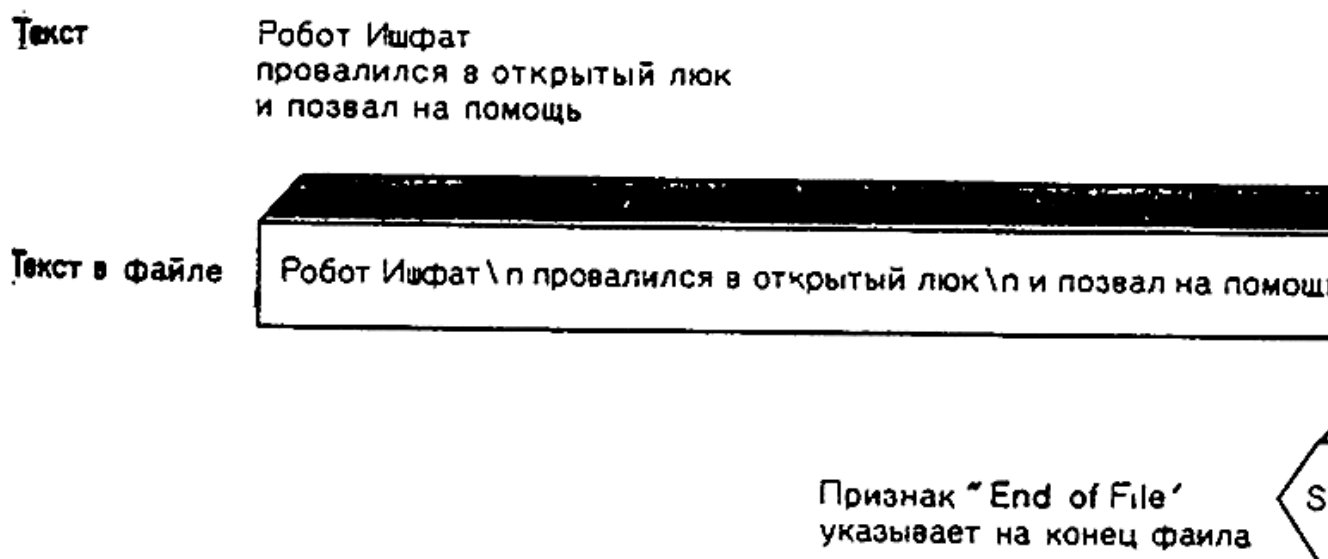 Текст
Робот Ишфат
провалился в открытый люк
и позвал на помощь
Текст в файле
Робот Ишфат \n провалился в открытый люк \n и позвал на помощ
Признак "End of File'
указывает на конец фаила
S